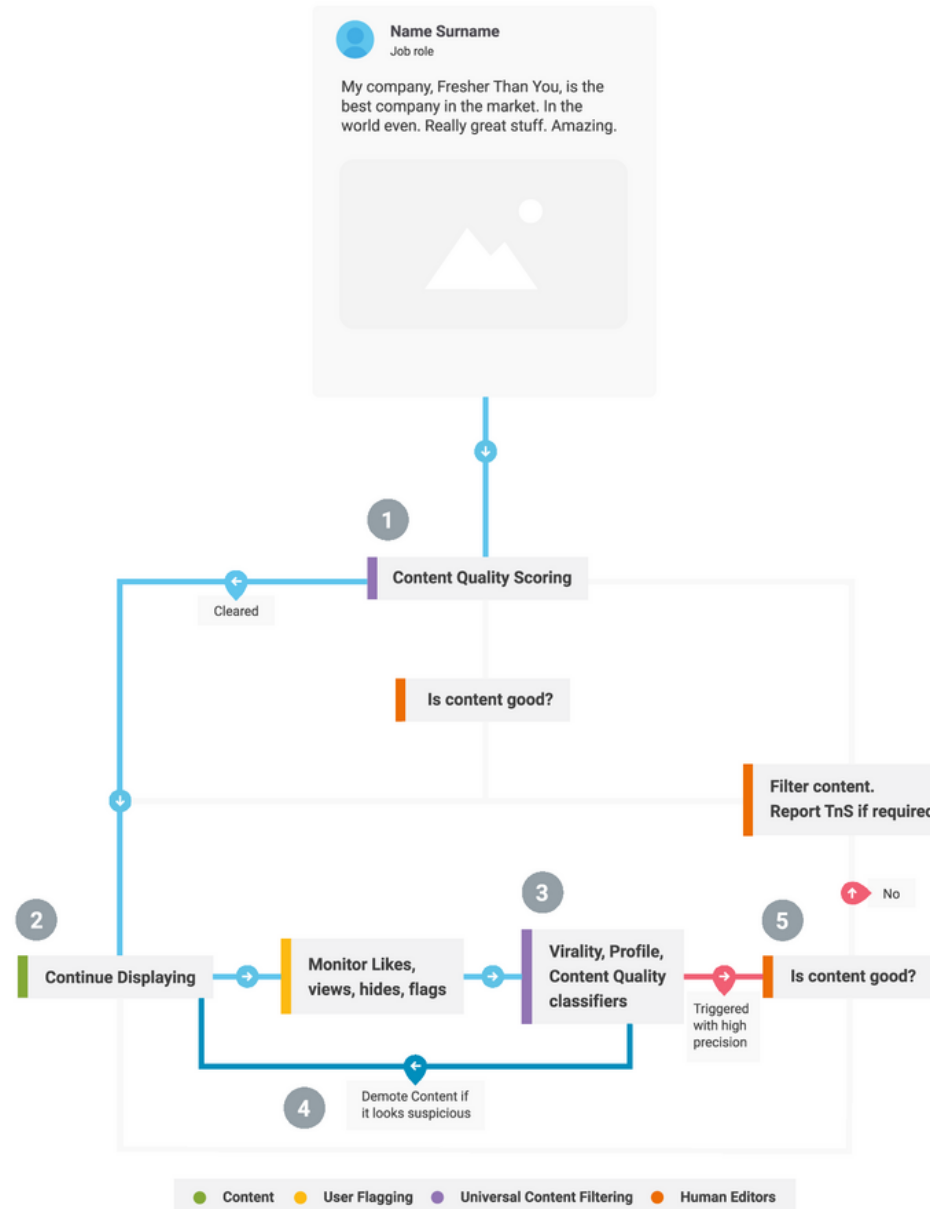 Name Surname
Job role
My company, Fresher Than You, is the
best company in the market. In the
world even. Really great stuff. Amazing.
1
Content Quality Scoring
Cleared
Is content good?
Filter content.
Report TnS if required
No
2
Continue Displaying
Monitor Likes,
views, hides, flags
3
Virality, Profile,
Content Quality
classifiers
Triggered
with high
precision
5
Is content good?
4
Demote Content if
it looks suspicious
Content
User Flagging
Universal Content Filtering
Human Editors